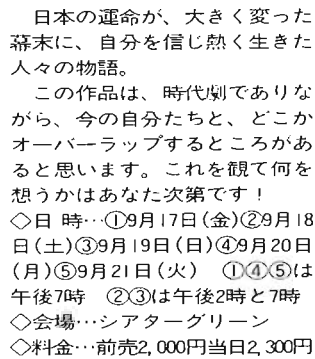 日本の運命が、大きく変った
幕末に、自分を信じ熱く生きた
人々の物語。
この作品は、時代劇でありな
がら、今の自分たちと、どこか
オーバーラップするところがあ
ると思います。これを観て何を
想うかはあなた次第です!
◇日 時…①9月17日(金)②9月18
日(土)③9月19日(日)④9月20日
(月)⑤9月21日(火) ①④⑤は
午後7時 ②③は午後2時と7時
◇会場…シアターグリーン
◇料金…前売2,000円当日2,300円